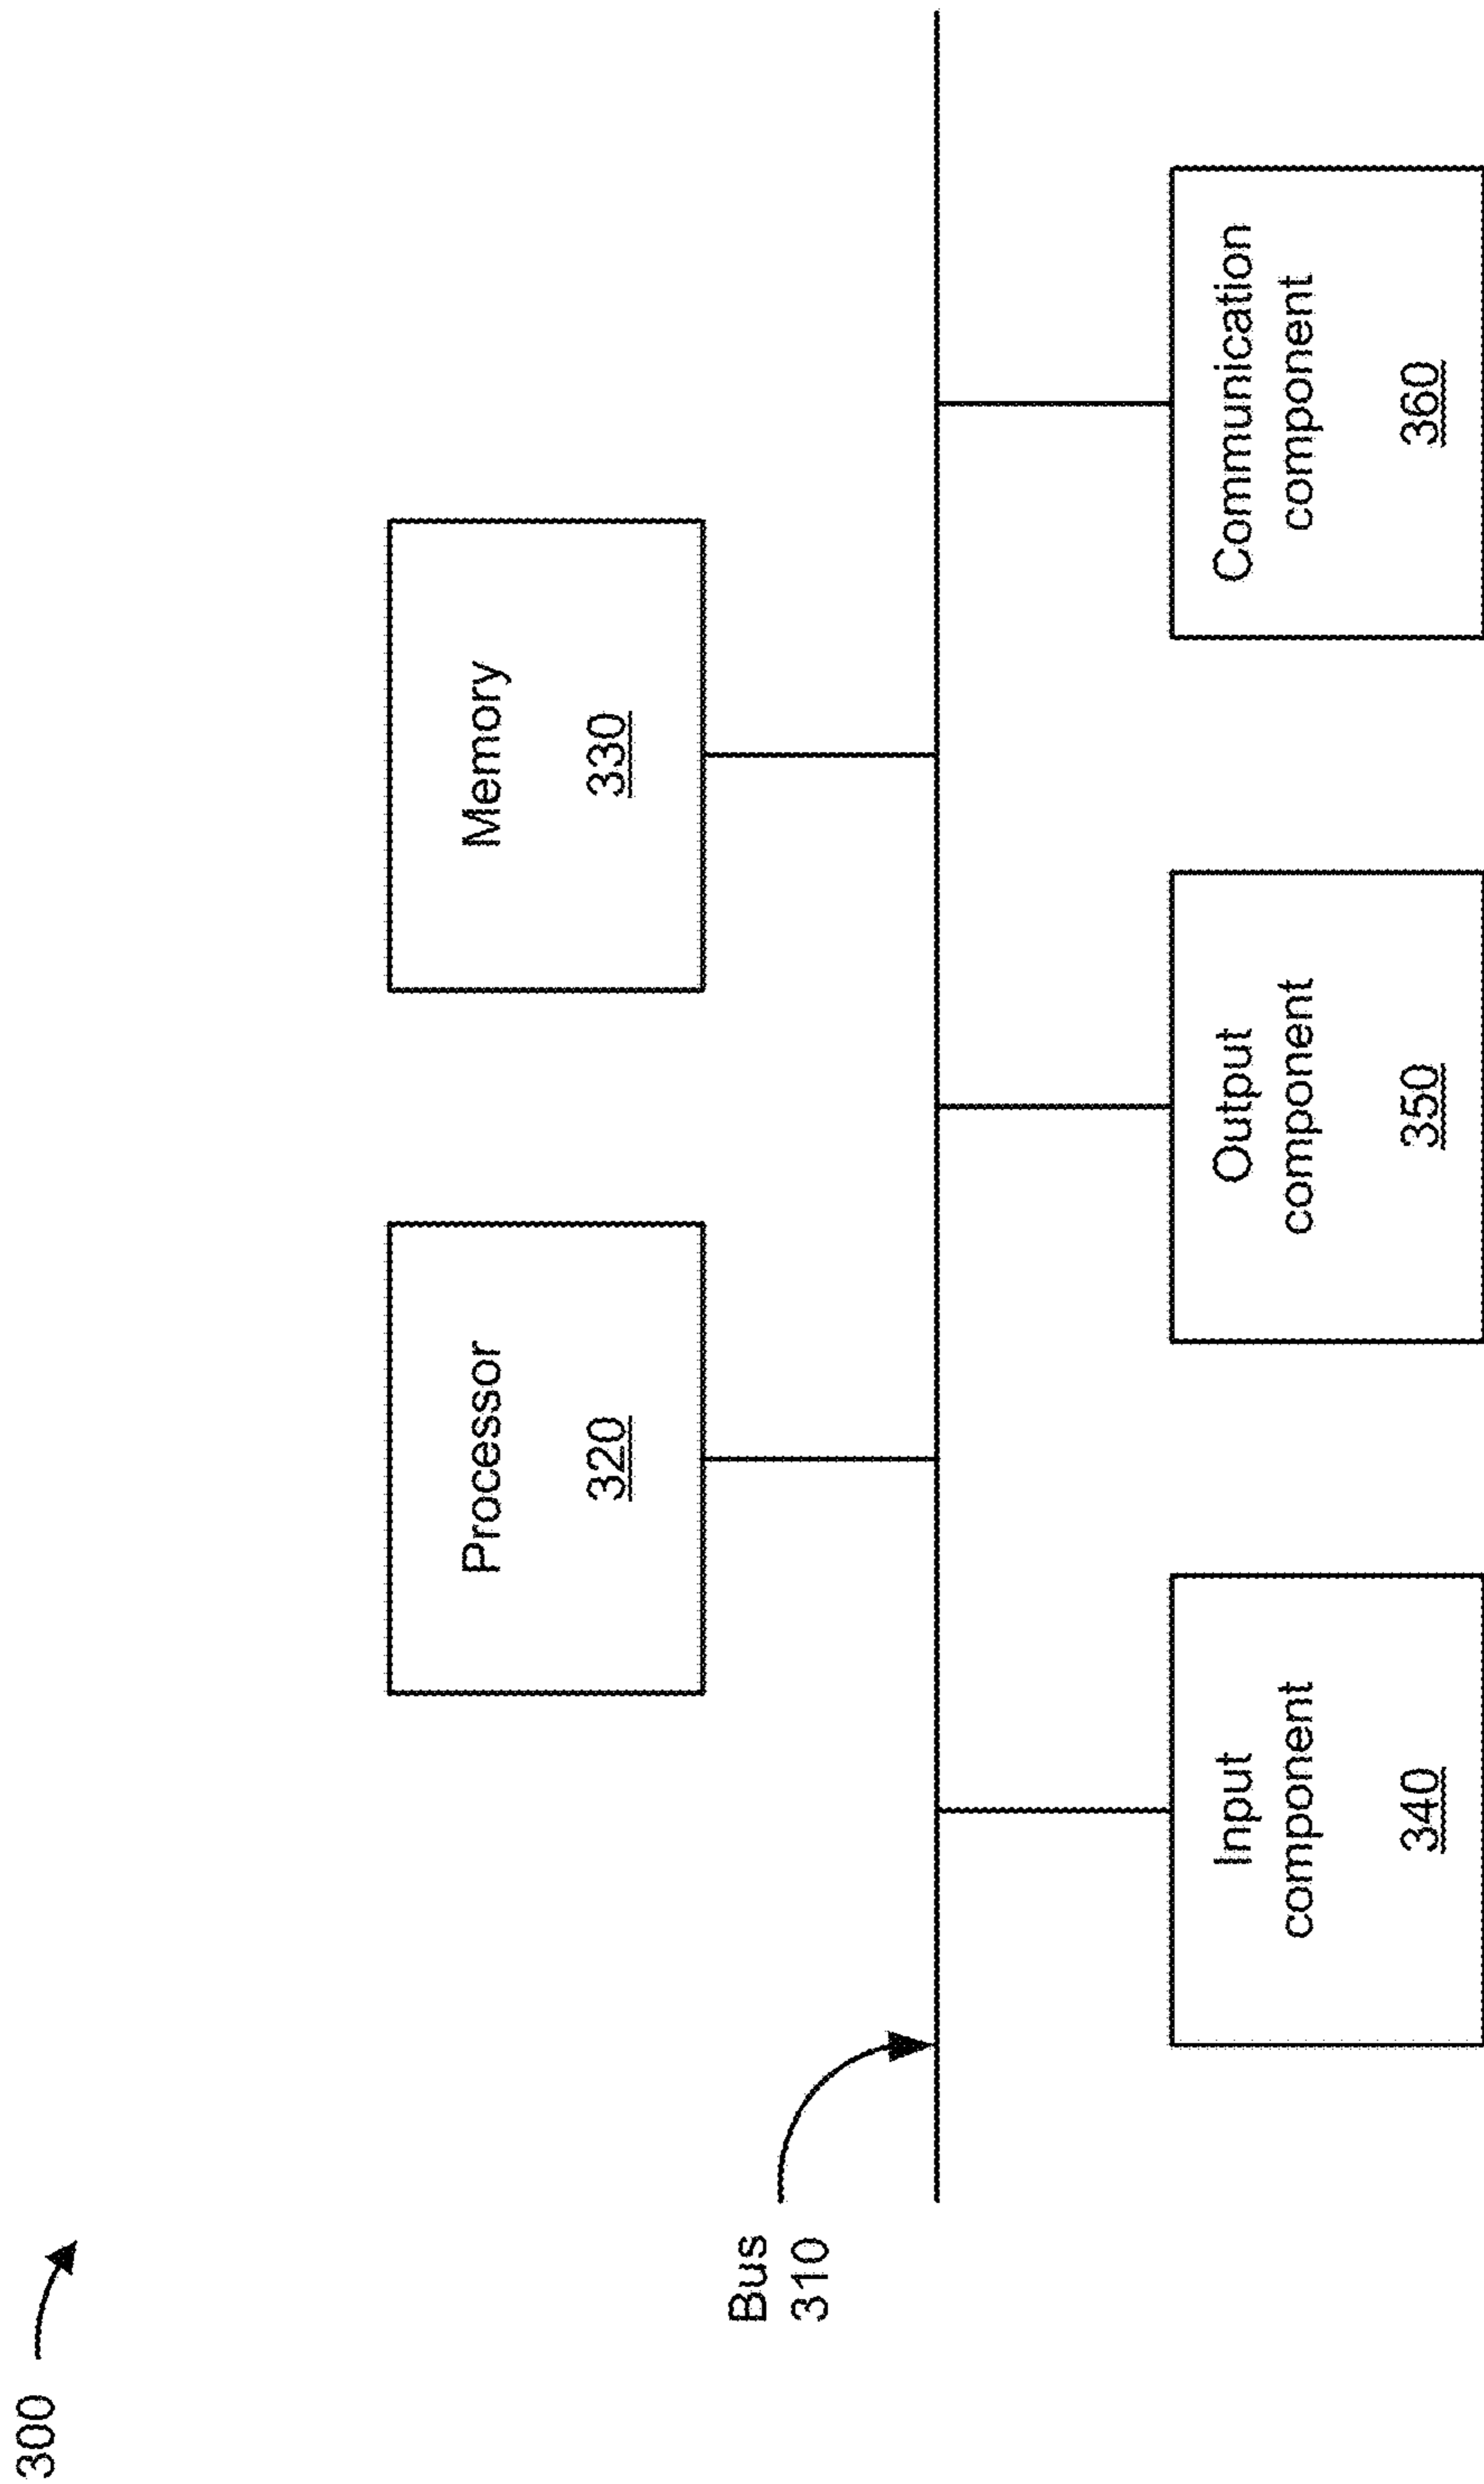 300
Bus
310
Processor
320
Memory
330
Input
component
340
Output
component
350
Communication
component
360